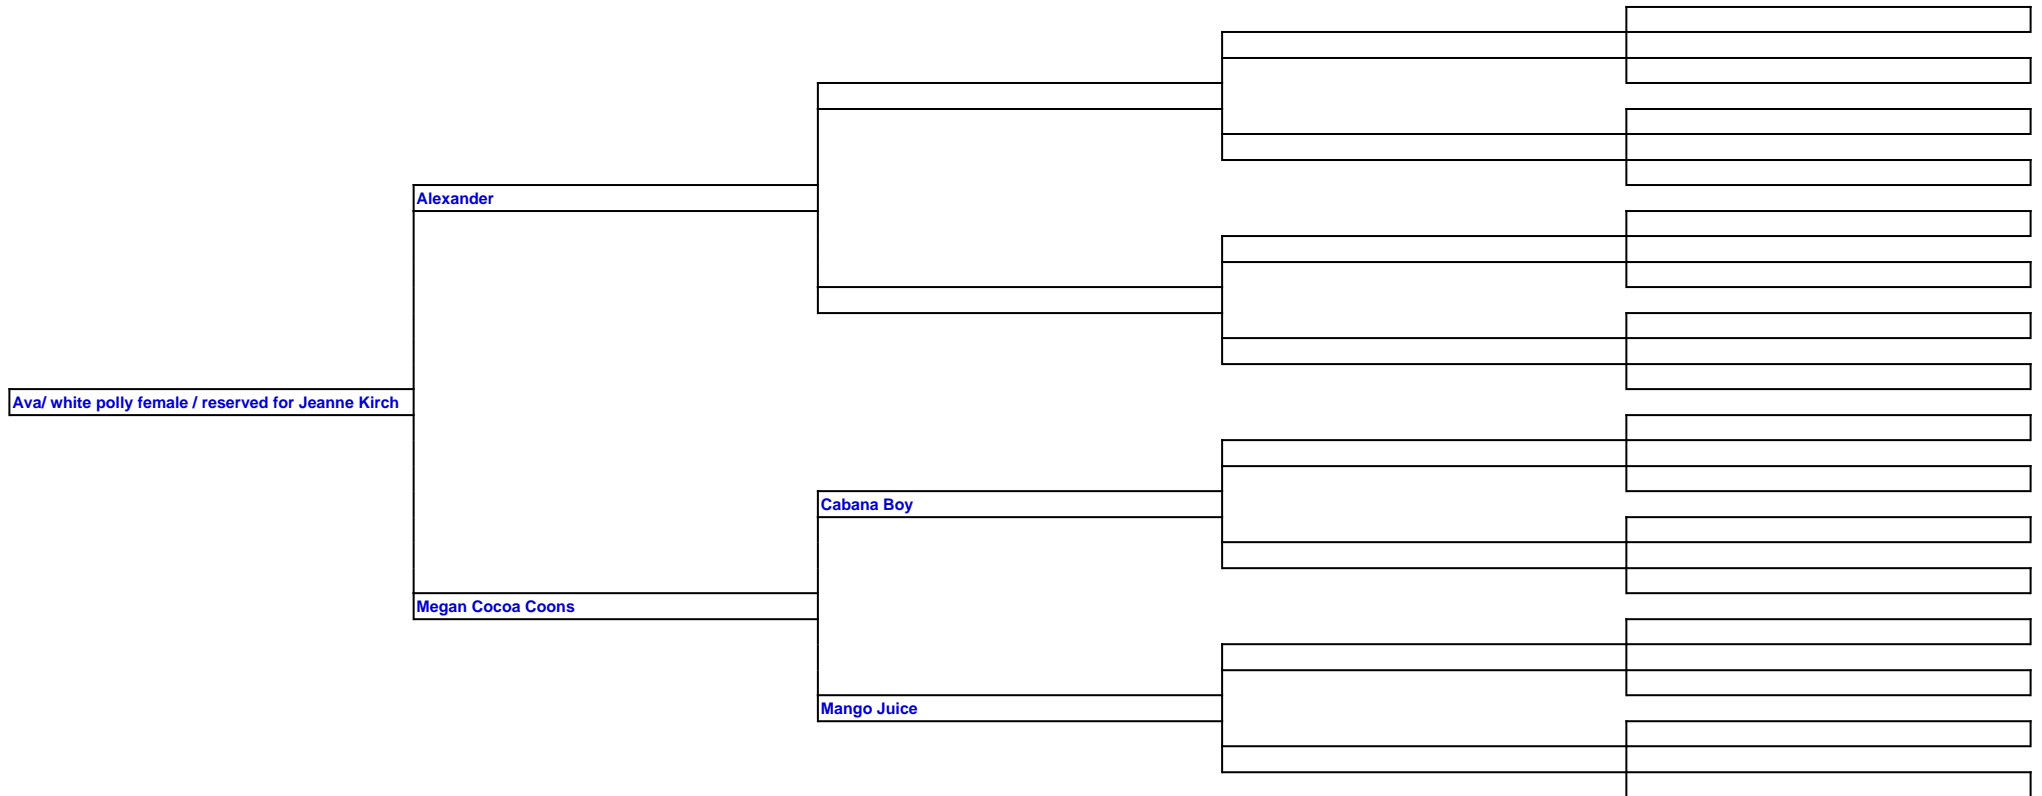 Alexander
Ava/ white polly female / reserved for Jeanne Kirch
Cabana Boy
Megan Cocoa Coons
Mango Juice